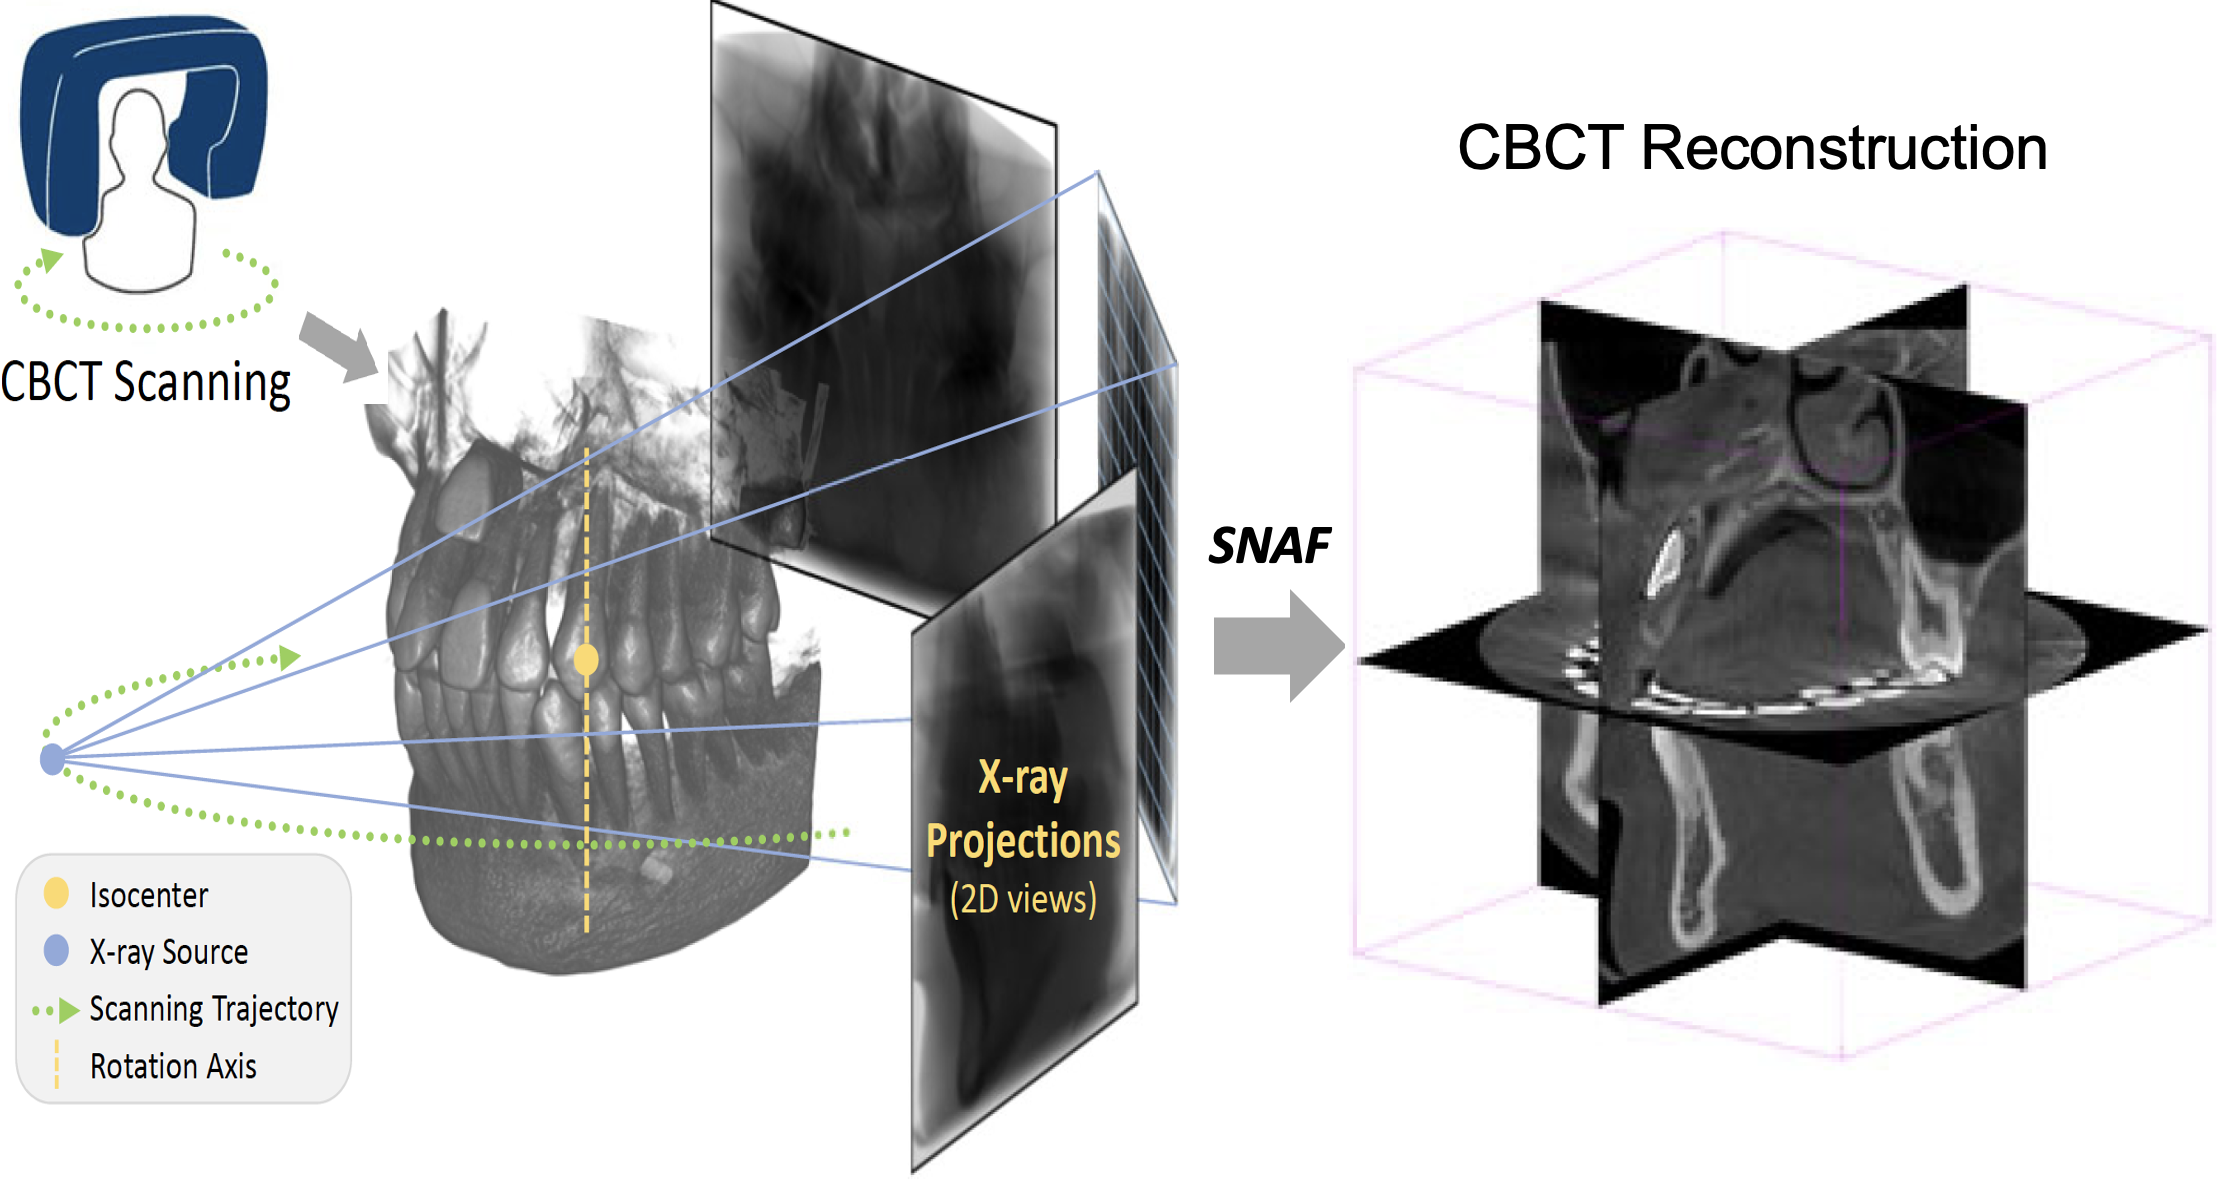 CBCT Scanning
CBCT Reconstruction
SNAF
X-ray
Projections
(2D views)
Isocenter
X-ray Source
Scanning Trajectory
Rotation Axis